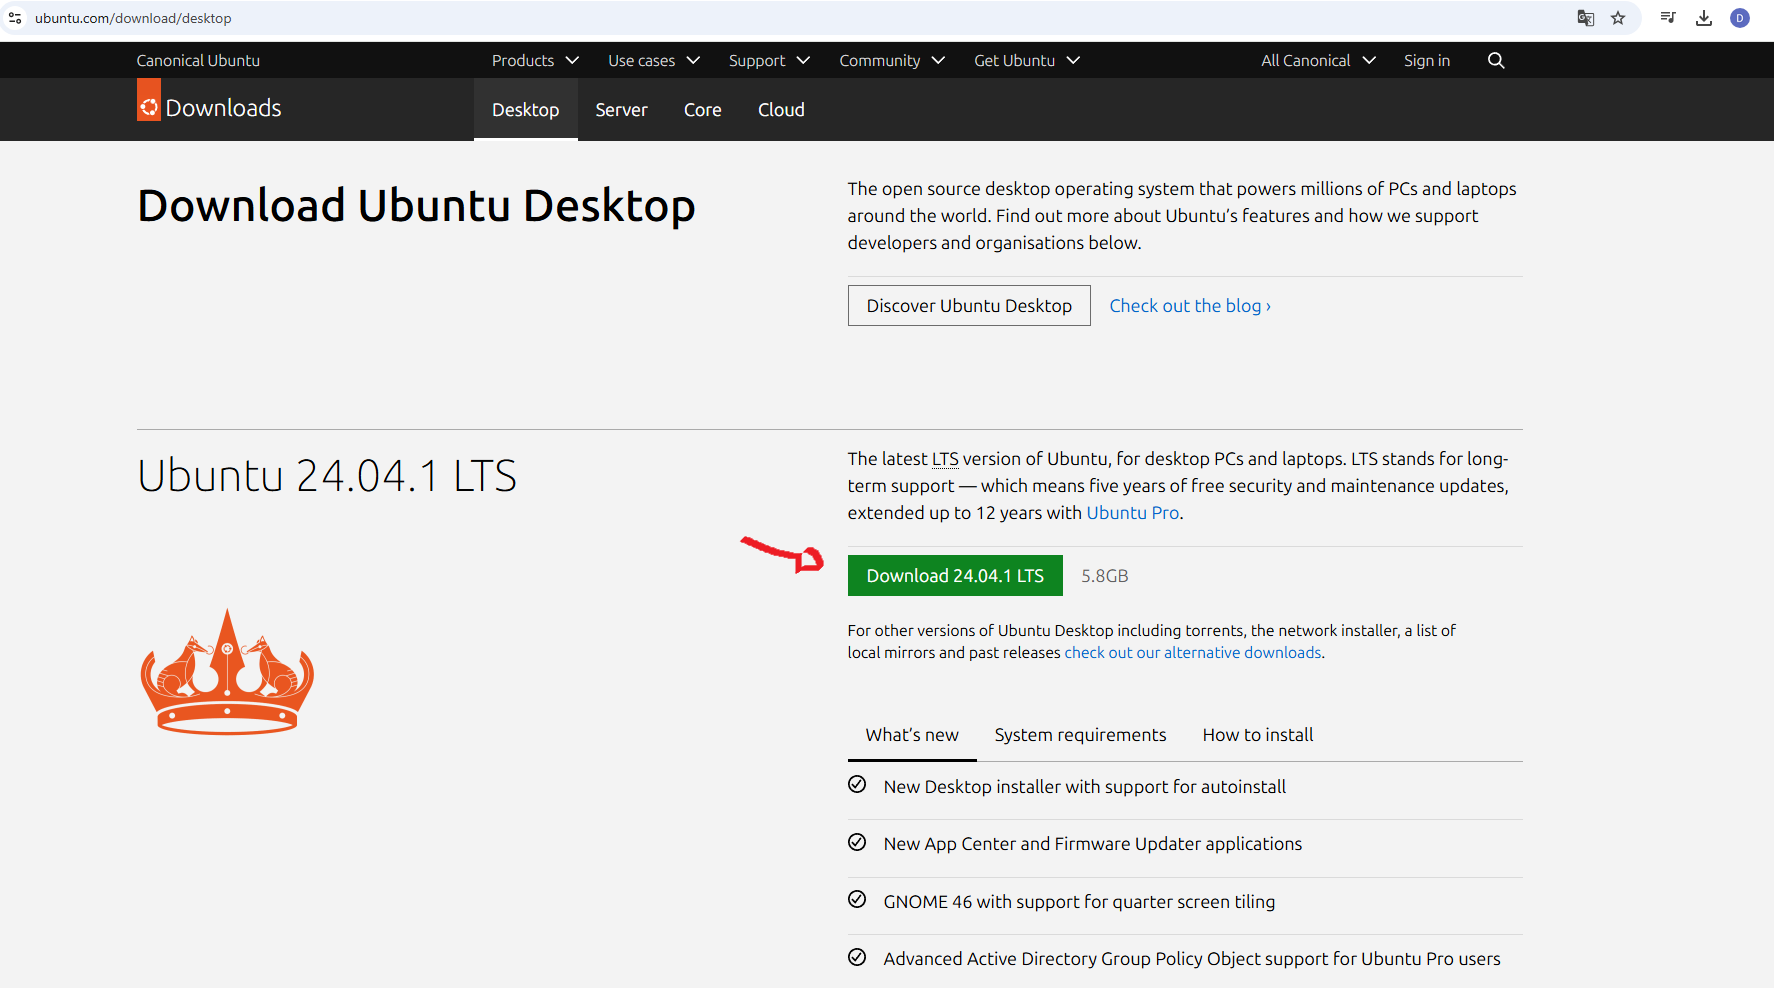 ubuntu.com/download/desktop
D
Canonical Ubuntu
Products
Use cases
Support
Community
Get Ubuntu
All Canonical
Sign in
Downloads
Desktop
Server
Core
Cloud
Download Ubuntu Desktop
The open source desktop operating system that powers millions of PCs and laptops
around the world. Find out more about Ubuntu’s features and how we support
developers and organisations below.
Discover Ubuntu Desktop
Check out the blog ›
Ubuntu 24.04.1 LTS
The latest LTS version of Ubuntu, for desktop PCs and laptops. LTS stands for long-
term support — which means five years of free security and maintenance updates,
extended up to 12 years with Ubuntu Pro.
Download 24.04.1 LTS
5.8GB
For other versions of Ubuntu Desktop including torrents, the network installer, a list of
local mirrors and past releases check out our alternative downloads.
What’s new
System requirements
How to install
New Desktop installer with support for autoinstall
New App Center and Firmware Updater applications
GNOME 46 with support for quarter screen tiling
Advanced Active Directory Group Policy Object support for Ubuntu Pro users